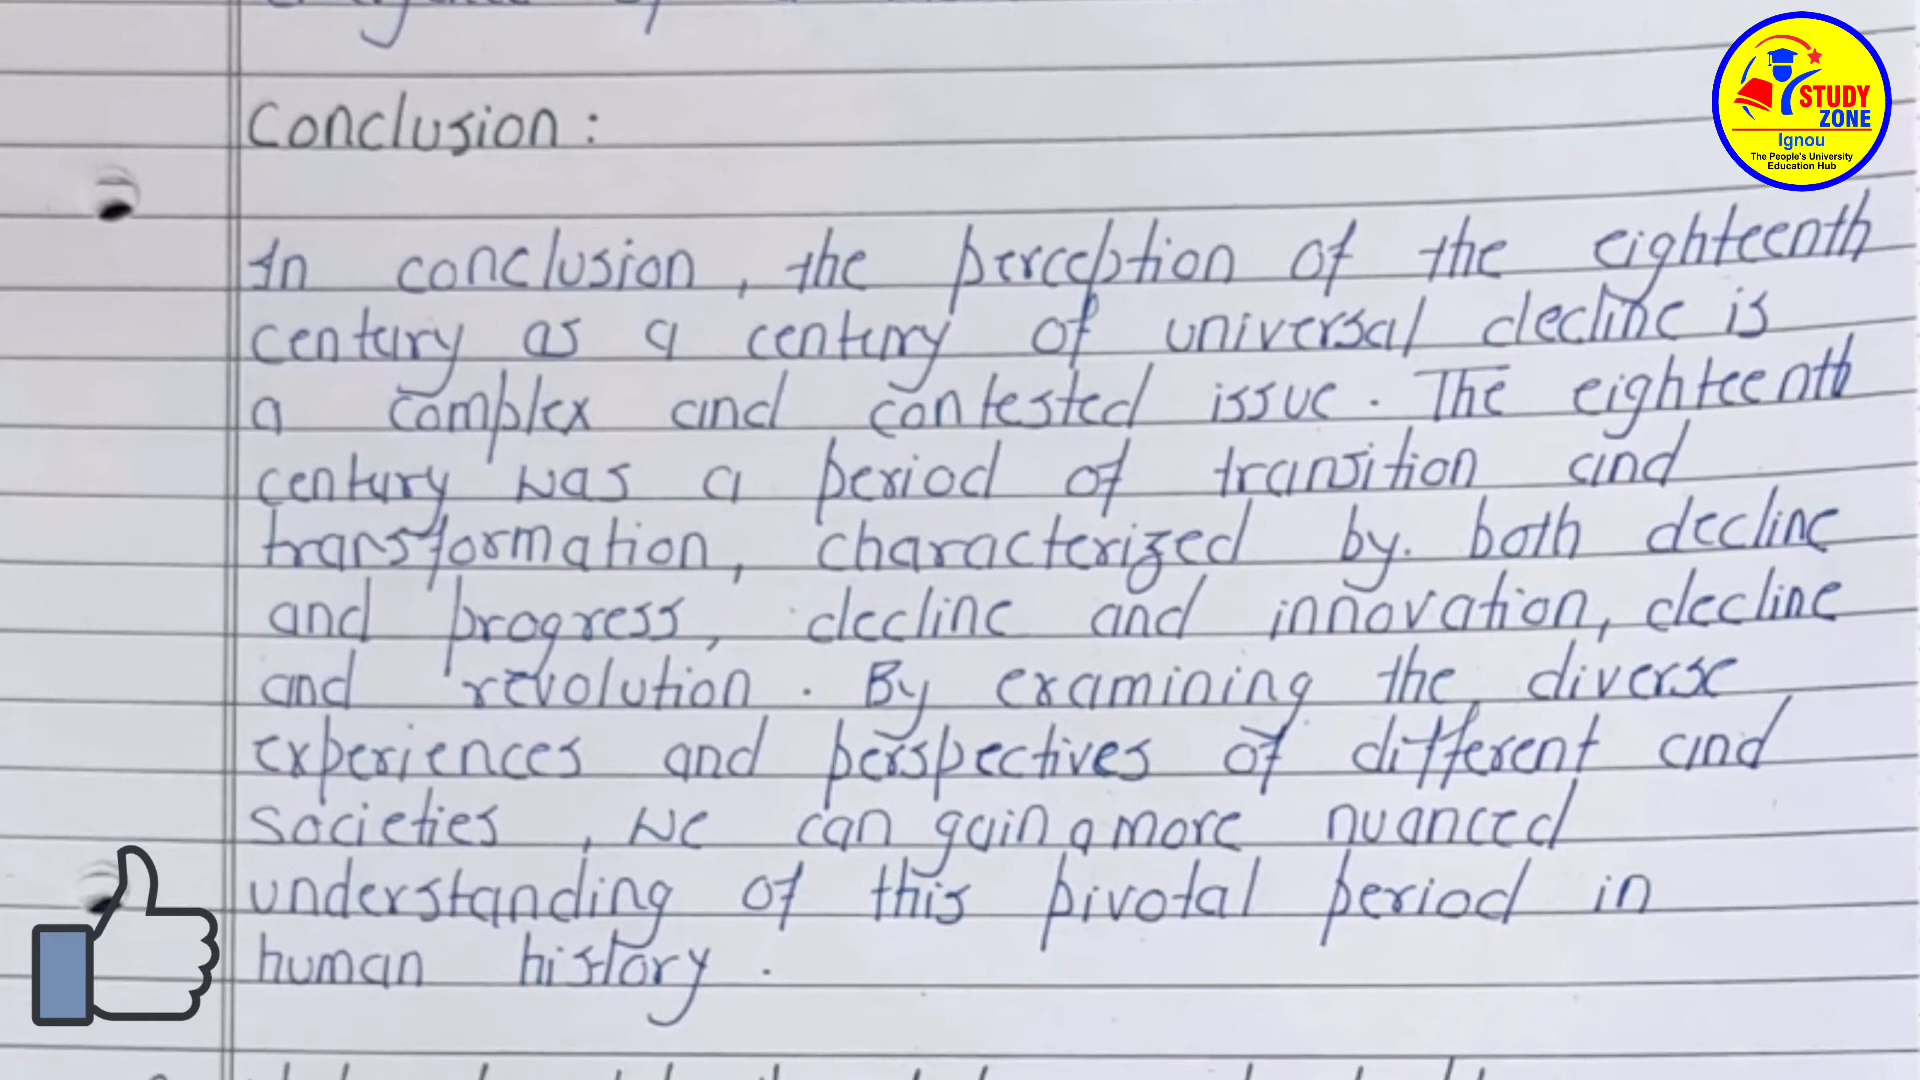 Conclusion:
In conclusion, the perception of the eighteenth
century as a century of universal decline is
a complex and contested issue. The eighteenth
century was a period of transition and
transformation, characterized by. both decline
and progress, decline and innovation, decline
and revolution. By examining the diverse
experiences and perspectives of different and
societies, we can gain a more nuanced
understanding of this pivotal period in
human history.
STUDY
ZONE
Ignou
The People's University
Education Hub